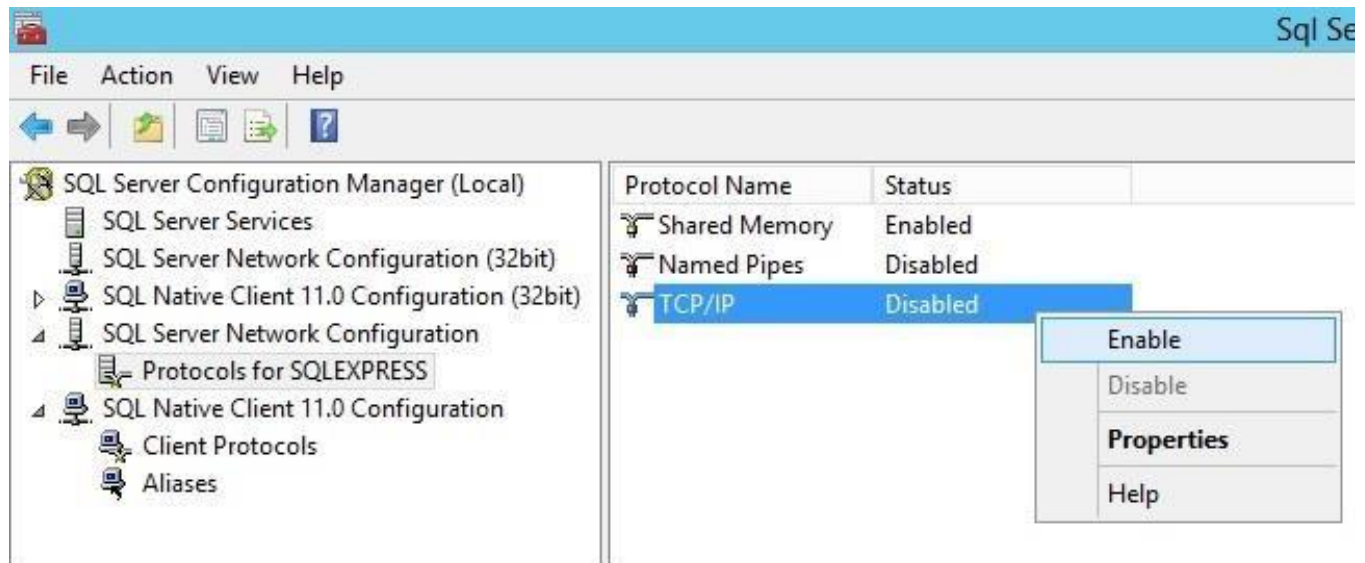 Sql Se
File Action View Help
?
SQL Server Configuration Manager (Local)
SQL Server Services
SQL Server Network Configuration (32bit)
SQL Native Client 11.0 Configuration (32bit)
SQL Server Network Configuration
Protocols for SQLEXPRESS
SQL Native Client 11.0 Configuration
Client Protocols
Aliases
Protocol Name Status
Shared Memory Enabled
Named Pipes Disabled
TCP/IP Disabled
Enable
Disable
Properties
Help